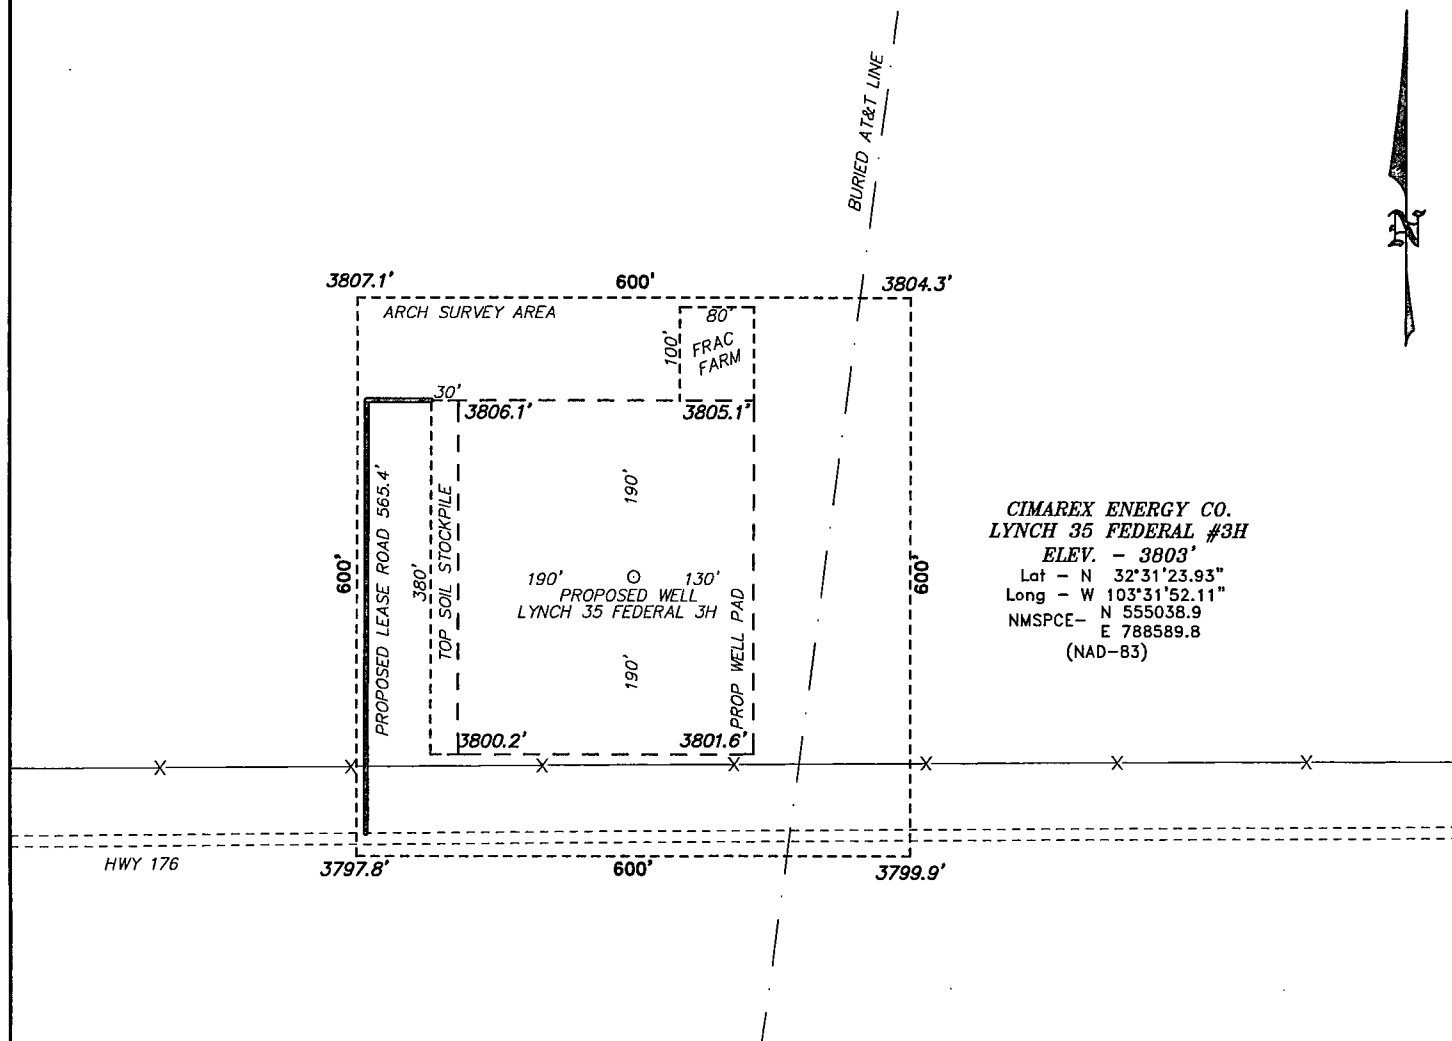 BURIED AT&T LINE
N
3807.1'
600'
3804.3'
ARCH SURVEY AREA
80'
100'
FRAC
FARM
30'
3806.1'
3805.1'
PROPOSED LEASE ROAD 565.4'
380'
TOP SOIL STOCKPILE
190'
600'
190'
130'
PROPOSED WELL
LYNCH 35 FEDERAL 3H
190'
PROP WELL PAD
600'
CIMAREX ENERGY CO.
LYNCH 35 FEDERAL #3H
ELEV. - 3803'
Lat - N 32°31'23.93"
Long - W 103°31'52.11"
NMSPCE- N 555038.9
E 788589.8
(NAD-83)
3800.2'
3801.6'
HWY 176
3797.8'
600'
3799.9'